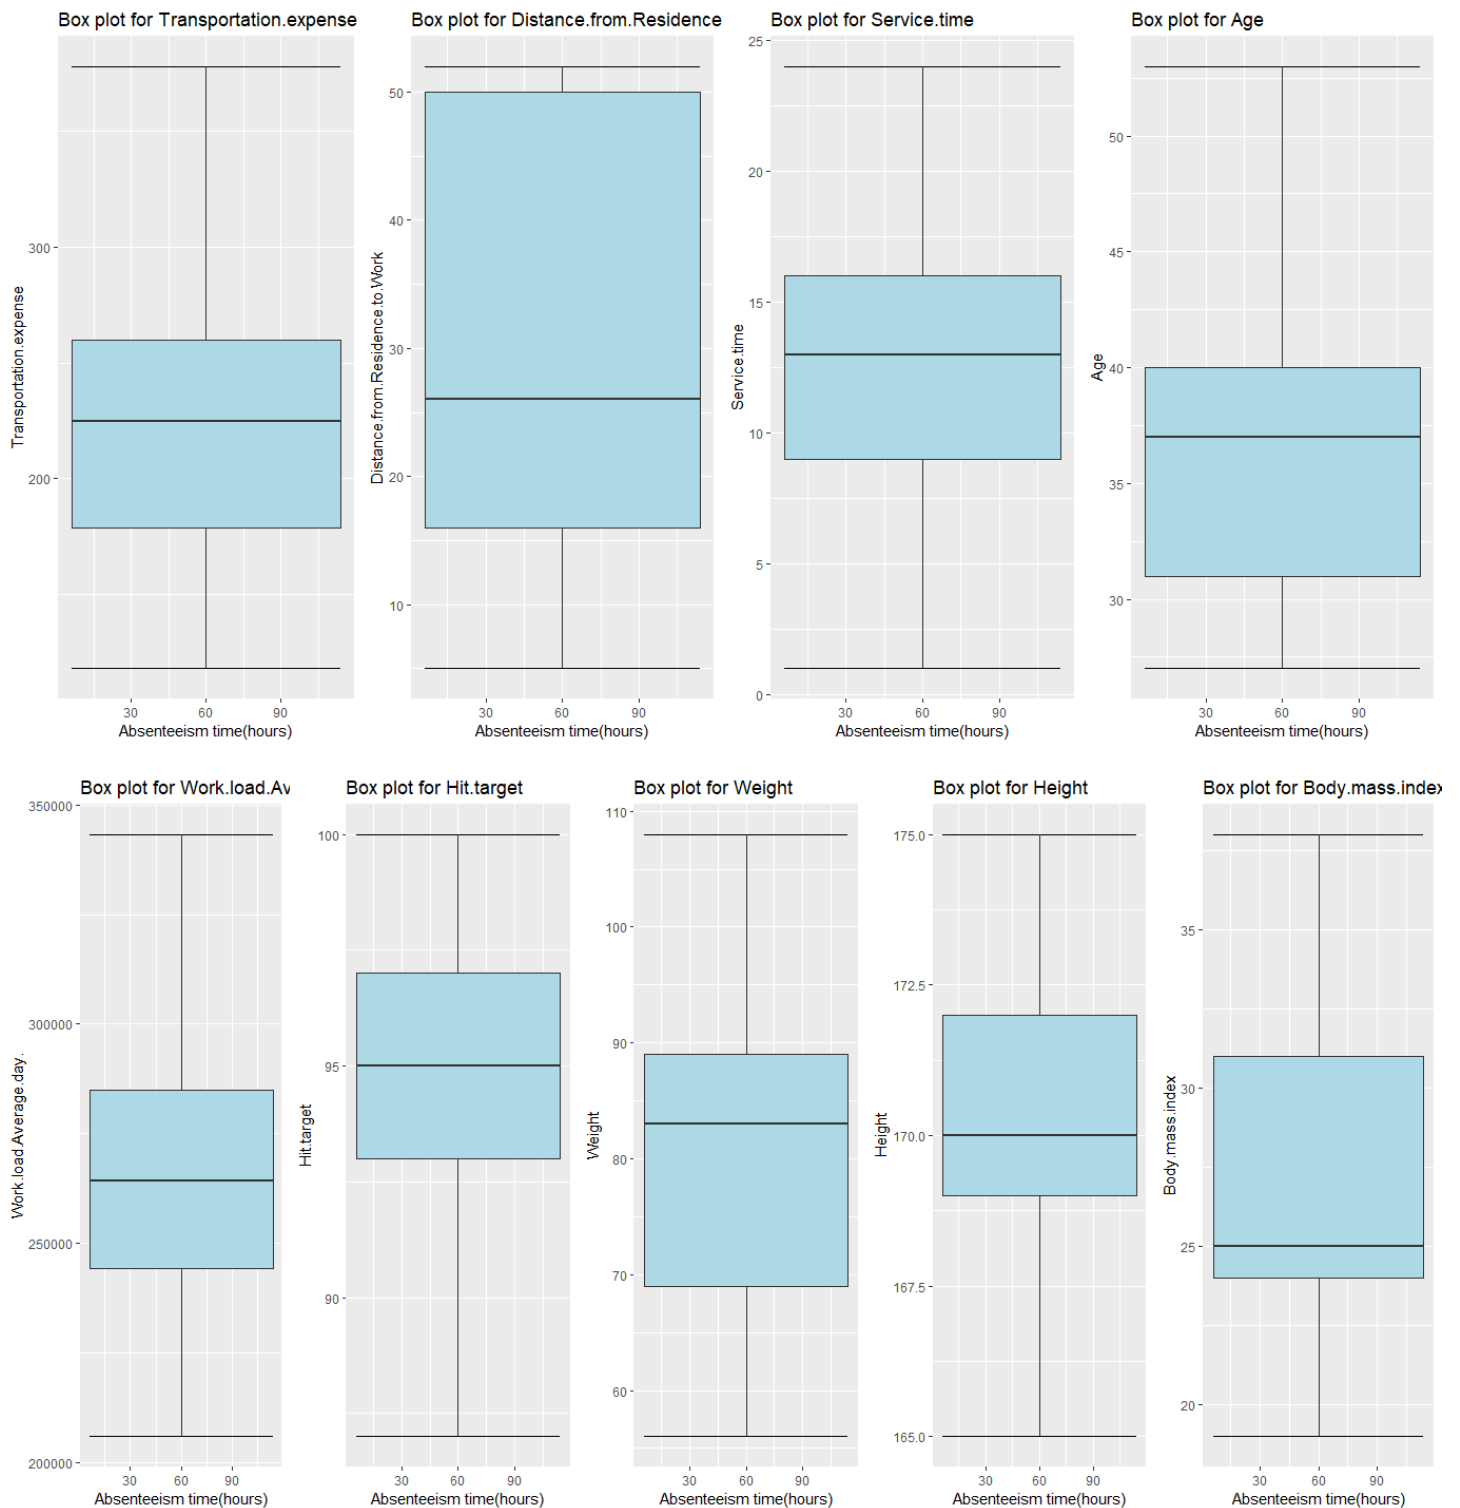 Box plot for Transportation.expense
Transportation.expense
300
200
30 60 90
Absenteeism time(hours)
Box plot for Distance.from.Residence
Distance.from.Residence.to.Work
50
40
30
20
10
30 60 90
Absenteeism time(hours)
Box plot for Service.time
Service.time
25
20
15
10
5
0
30 60 90
Absenteeism time(hours)
Box plot for Age
Age
50
45
40
35
30
30 60 90
Absenteeism time(hours)
Box plot for Work.load.Av
Work.load.Average.day.
350000
300000
250000
200000
30 60 90
Absenteeism time(hours)
Box plot for Hit.target
Hit.target
100
95
90
30 60 90
Absenteeism time(hours)
Box plot for Weight
Weight
110
100
90
80
70
60
30 60 90
Absenteeism time(hours)
Box plot for Height
Height
175.0
172.5
170.0
167.5
165.0
30 60 90
Absenteeism time(hours)
Box plot for Body.mass.index
Body.mass.index
35
30
25
20
30 60 90
Absenteeism time(hours)